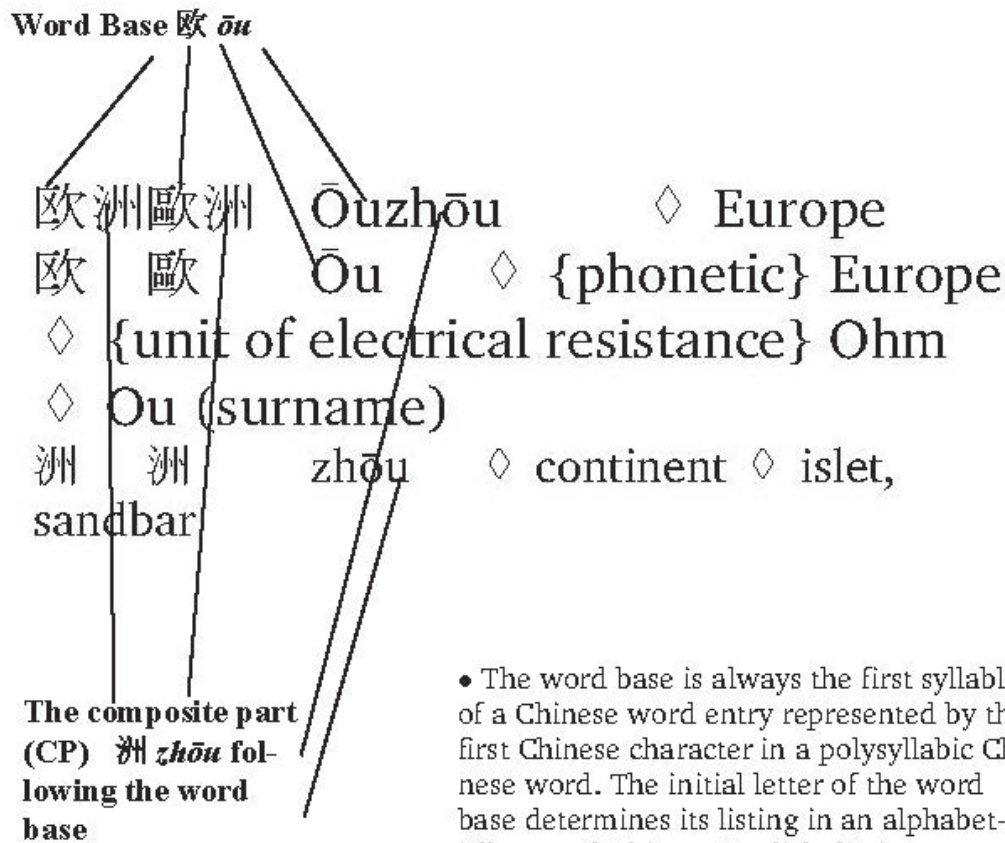 Word Base 欧 ōu
欧洲歐洲 Ōuzhōu ◇ Europe
欧 歐 Ōu ◇ {phonetic} Europe
◇ {unit of electrical resistance} Ohm
◇ Ou (surname)
洲 洲 zhōu ◇ continent ◇ islet,
sandbar
The composite part
(CP) 洲 zhōu fol-
lowing the word
base
• The word base is always the first syllabl
of a Chinese word entry represented by th
first Chinese character in a polysyllabic C
nese word. The initial letter of the word
base determines its listing in an alphabet-